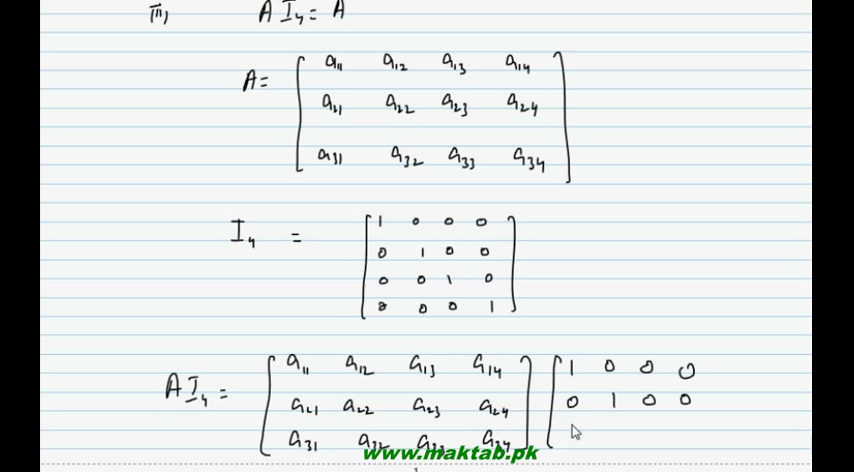 iii) A I₄ = A
A = [ a₁₁ a₁₂ a₁₃ a₁₄
a₂₁ a₂₂ a₂₃ a₂₄
a₃₁ a₃₂ a₃₃ a₃₄ ]
I₄ = [ 1 0 0 0
0 1 0 0
0 0 1 0
0 0 0 1 ]
A I₄ = [ a₁₁ a₁₂ a₁₃ a₁₄ ] [ 1 0 0 0
a₂₁ a₂₂ a₂₃ a₂₄ 0 1 0 0
a₃₁ a₃₂ a₃₃ a₃₄
www.maktab.pk